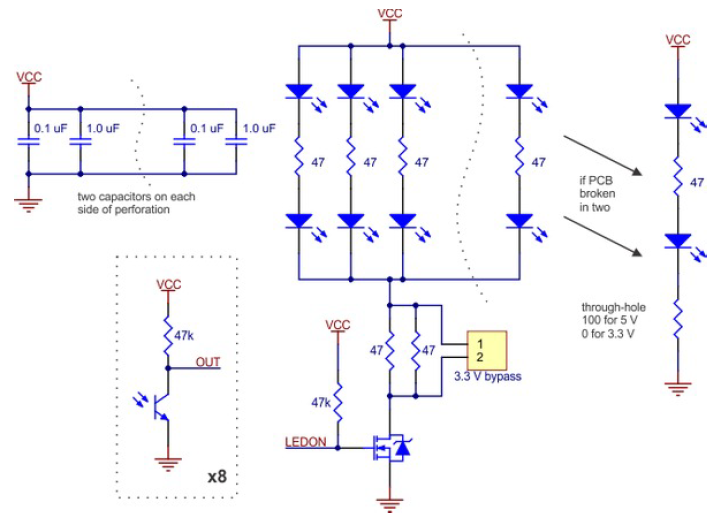 VCC
0.1 uF
1.0 uF
0.1 uF
1.0 uF
two capacitors on each
side of perforation
VCC
47
47
47
47
VCC
47
if PCB
broken
in two
through-hole
100 for 5 V
0 for 3.3 V
VCC
47k
OUT
x8
VCC
47k
LEDON
47
47
1
2
3.3 V bypass